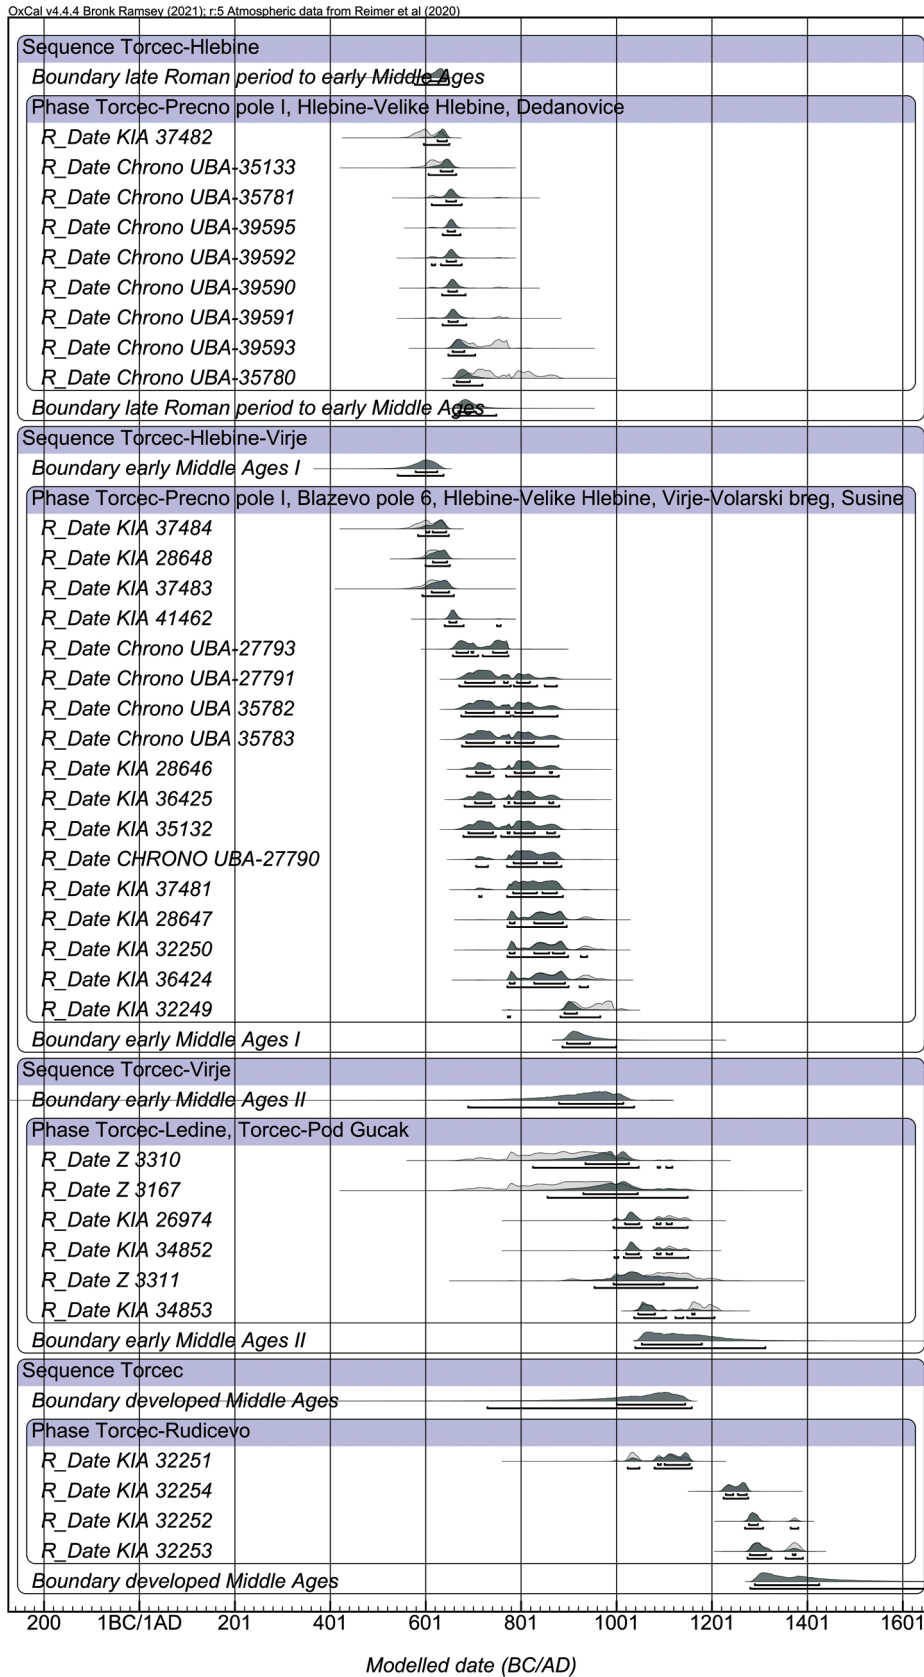 OxCal v4.4.4 Bronk Ramsey (2021); r:5 Atmospheric data from Reimer et al (2020)
Sequence Torcec-Hlebine
Boundary late Roman period to early Middle Ages
Phase Torcec-Precno pole I, Hlebine-Velike Hlebine, Dedanovice
R_Date KIA 37482
R_Date Chrono UBA-35133
R_Date Chrono UBA-35781
R_Date Chrono UBA-39595
R_Date Chrono UBA-39592
R_Date Chrono UBA-39590
R_Date Chrono UBA-39591
R_Date Chrono UBA-39593
R_Date Chrono UBA-35780
Boundary late Roman period to early Middle Ages
Sequence Torcec-Hlebine-Virje
Boundary early Middle Ages I
Phase Torcec-Precno pole I, Blazevo pole 6, Hlebine-Velike Hlebine, Virje-Volarski breg, Susine
R_Date KIA 37484
R_Date KIA 28648
R_Date KIA 37483
R_Date KIA 41462
R_Date Chrono UBA-27793
R_Date Chrono UBA-27791
R_Date Chrono UBA 35782
R_Date Chrono UBA 35783
R_Date KIA 28646
R_Date KIA 36425
R_Date KIA 35132
R_Date CHRONO UBA-27790
R_Date KIA 37481
R_Date KIA 28647
R_Date KIA 32250
R_Date KIA 36424
R_Date KIA 32249
Boundary early Middle Ages I
Sequence Torcec-Virje
Boundary early Middle Ages II
Phase Torcec-Ledine, Torcec-Pod Gucak
R_Date Z 3310
R_Date Z 3167
R_Date KIA 26974
R_Date KIA 34852
R_Date Z 3311
R_Date KIA 34853
Boundary early Middle Ages II
Sequence Torcec
Boundary developed Middle Ages
Phase Torcec-Rudicevo
R_Date KIA 32251
R_Date KIA 32254
R_Date KIA 32252
R_Date KIA 32253
Boundary developed Middle Ages
200 1BC/1AD 201 401 601 801 1001 1201 1401 1601
Modelled date (BC/AD)